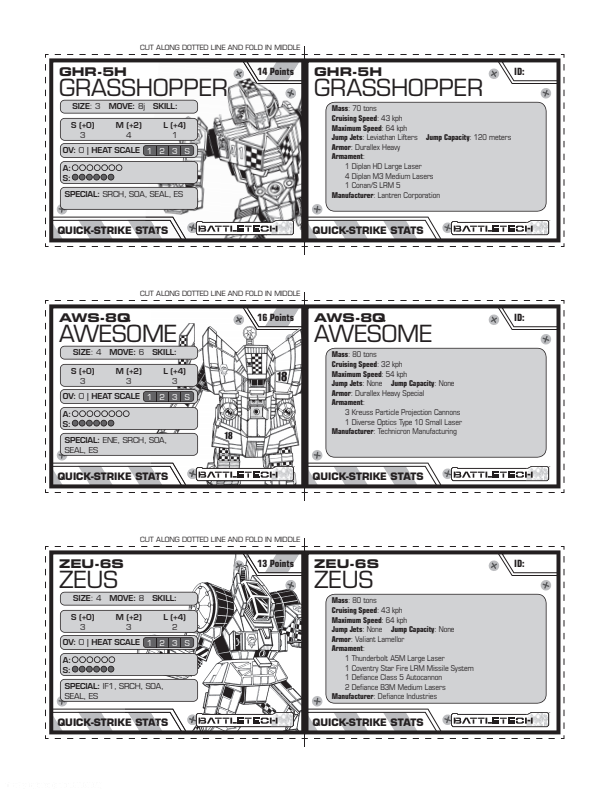 CUT ALONG DOTTED LINE AND FOLD IN MIDDLE
GHR-5H
GRASSHOPPER
14 Points
SIZE: 3 MOVE: 8j SKILL:
S (+0) M (+2) L (+4)
3 4 1
OV: 0 | HEAT SCALE 1 2 3 S
A:
S:
SPECIAL: SRCH, SOA, SEAL, ES
QUICK-STRIKE STATS
BATTLETECH
GHR-5H
GRASSHOPPER
ID:
Mass: 70 tons
Cruising Speed: 43 kph
Maximum Speed: 64 kph
Jump Jets: Leviathan Lifters Jump Capacity: 120 meters
Armor: Durallex Heavy
Armament:
1 Diplan HD Large Laser
4 Diplan M3 Medium Lasers
1 Conan/S LRM 5
Manufacturer: Lantren Corporation
QUICK-STRIKE STATS
BATTLETECH
CUT ALONG DOTTED LINE AND FOLD IN MIDDLE
AWS-8Q
AWESOME
16 Points
SIZE: 4 MOVE: 6 SKILL:
S (+0) M (+2) L (+4)
3 3 3
OV: 0 | HEAT SCALE 1 2 3 S
A:
S:
SPECIAL: ENE, SRCH, SOA,
SEAL, ES
18
18
QUICK-STRIKE STATS
BATTLETECH
AWS-8Q
AWESOME
ID:
Mass: 80 tons
Cruising Speed: 32 kph
Maximum Speed: 54 kph
Jump Jets: None Jump Capacity: None
Armor: Durallex Heavy Special
Armament:
3 Kreuss Particle Projection Cannons
1 Diverse Optics Type 10 Small Laser
Manufacturer: Technicron Manufacturing
QUICK-STRIKE STATS
BATTLETECH
CUT ALONG DOTTED LINE AND FOLD IN MIDDLE
ZEU-6S
ZEUS
13 Points
SIZE: 4 MOVE: 8 SKILL:
S (+0) M (+2) L (+4)
3 3 2
OV: 0 | HEAT SCALE 1 2 3 S
A:
S:
SPECIAL: IF1, SRCH, SOA,
SEAL, ES
QUICK-STRIKE STATS
BATTLETECH
ZEU-6S
ZEUS
ID:
Mass: 80 tons
Cruising Speed: 43 kph
Maximum Speed: 64 kph
Jump Jets: None Jump Capacity: None
Armor: Valiant Lamellor
Armament:
1 Thunderbolt A5M Large Laser
1 Coventry Star Fire LRM Missile System
1 Defiance Class 5 Autocannon
2 Defiance B3M Medium Lasers
Manufacturer: Defiance Industries
QUICK-STRIKE STATS
BATTLETECH